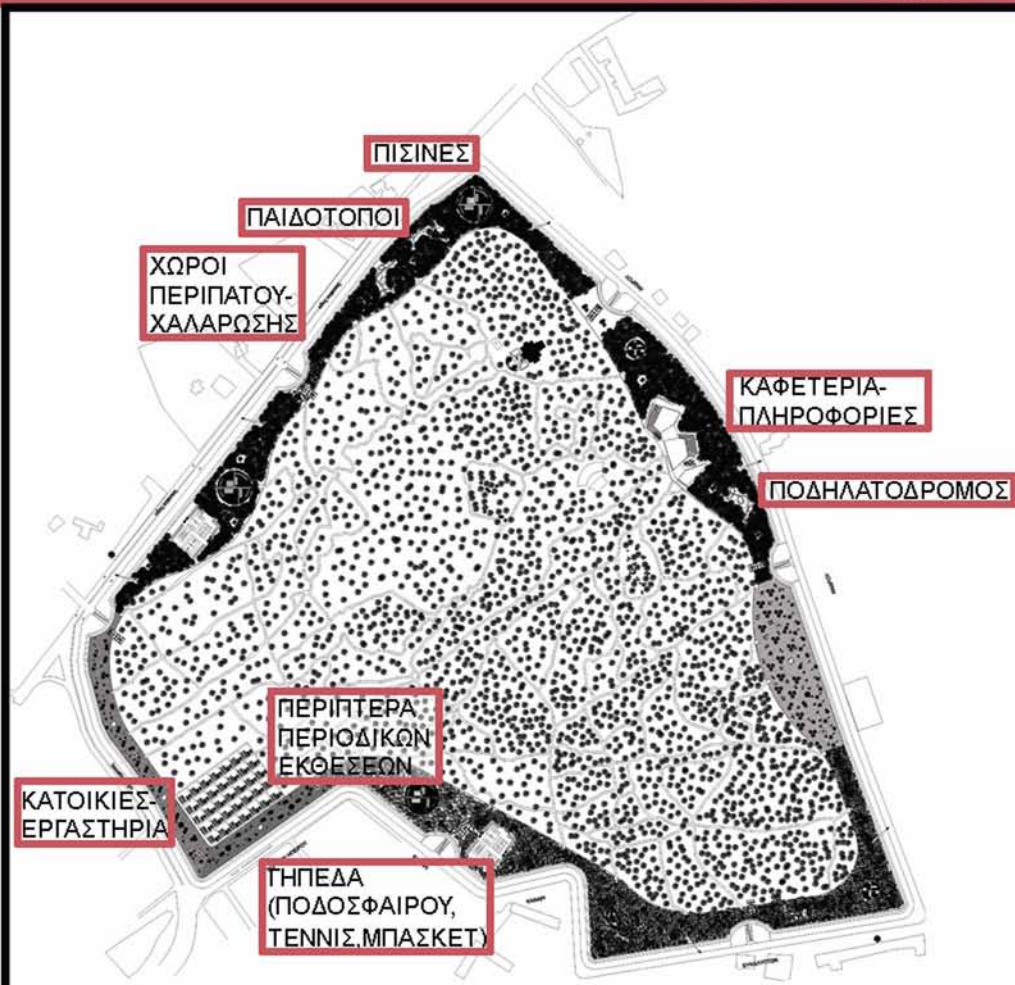 ΠΙΣΙΝΕΣ
ΠΑΙΔΟΤΟΠΟΙ
ΧΩΡΟΙ
ΠΕΡΙΠΑΤΟΥ-
ΧΑΛΑΡΩΣΗΣ
ΚΑΦΕΤΕΡΙΑ-
ΠΛΗΡΟΦΟΡΙΕΣ
ΠΟΔΗΛΑΤΟΔΡΟΜΟΣ
ΠΕΡΙΠΤΕΡΑ
ΠΕΡΙΟΔΙΚΩΝ
ΕΚΘΕΣΕΩΝ
ΚΑΤΟΙΚΙΕΣ-
ΕΡΓΑΣΤΗΡΙΑ
ΓΗΠΕΔΑ
(ΠΟΔΟΣΦΑΙΡΟΥ,
ΤΕΝΝΙΣ,ΜΠΑΣΚΕΤ)